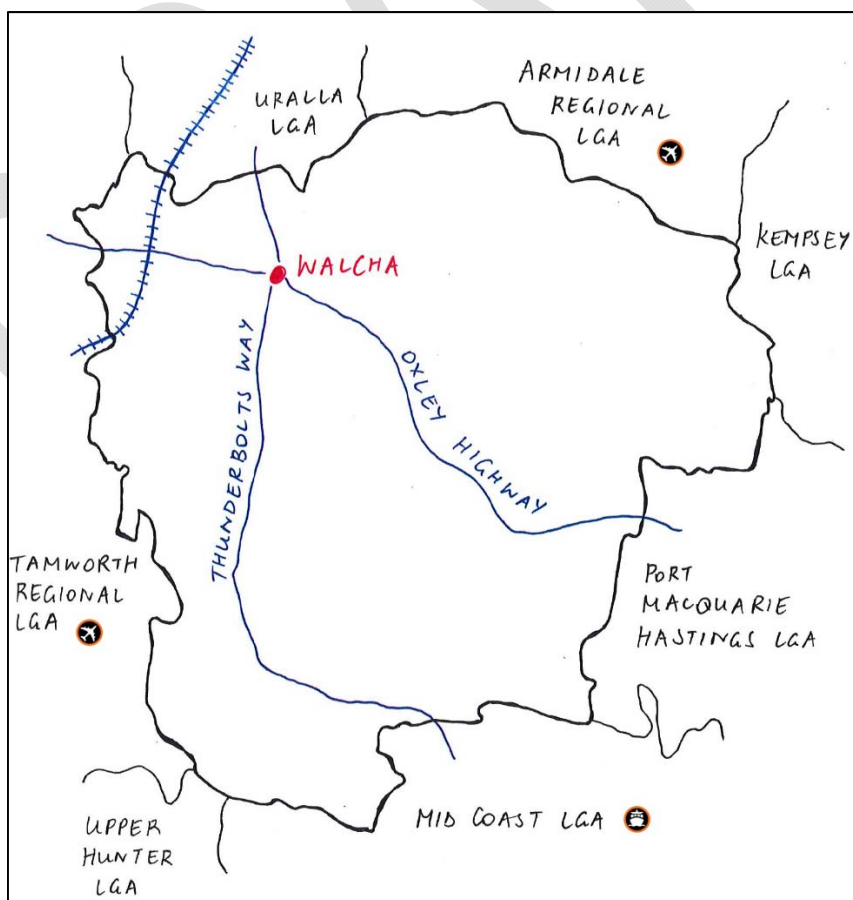 URALLA
LGA
ARMIDALE
REGIONAL
LGA
KEMPSEY
LGA
WALCHA
THUNDERBOLTS WAY
OXLEY HIGHWAY
TAMWORTH
REGIONAL
LGA
PORT
MACQUARIE
HASTINGS LGA
MID COAST LGA
UPPER
HUNTER
LGA